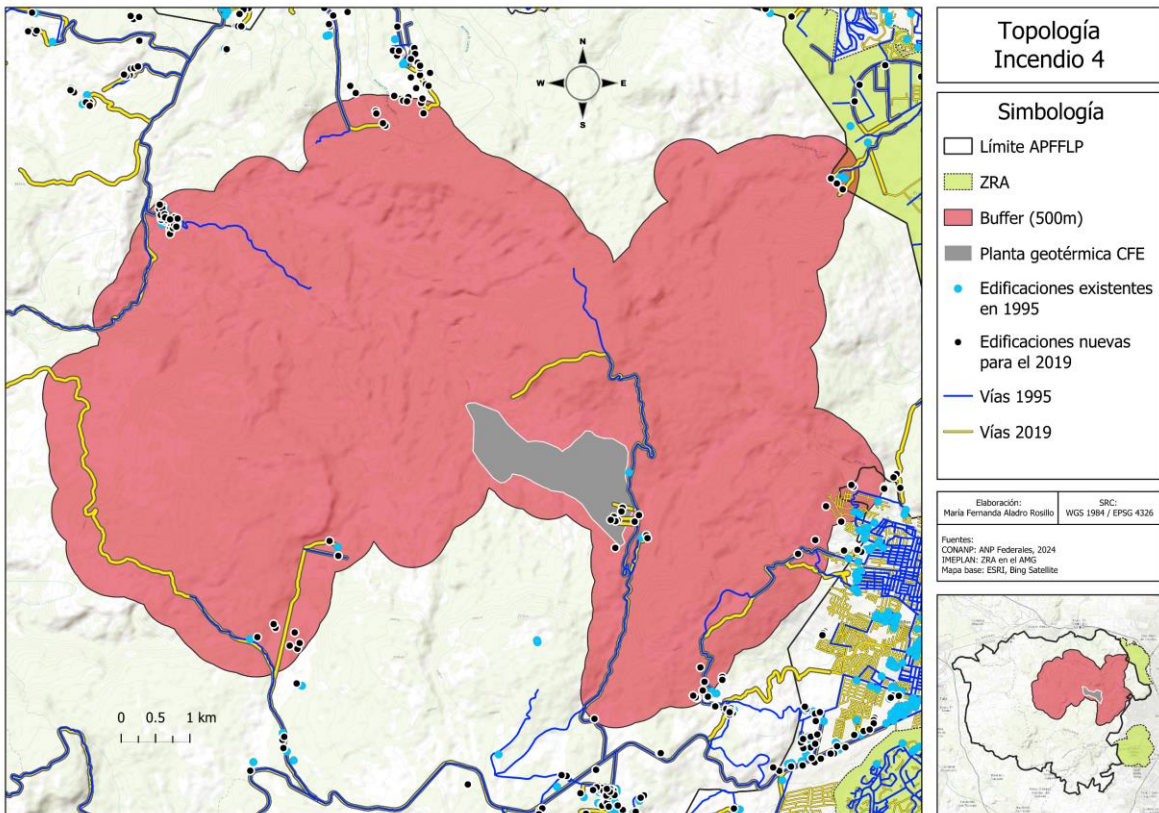 Topología
Incendio 4
Simbología
Límite APFFLP
ZRA
Buffer (500m)
Planta geotérmica CFE
Edificaciones existentes
en 1995
Edificaciones nuevas
para el 2019
Vías 1995
Vías 2019
Elaboración:
María Fernanda Aladro Rosillo
SRC:
WGS 1984 / EPSG 4326
Fuentes:
CONANP: ANP Federales, 2024
IMEPLAN: ZRA en el AMG
Mapa base: ESRI, Bing Satellite
N
W
E
S
0 0.5 1 km